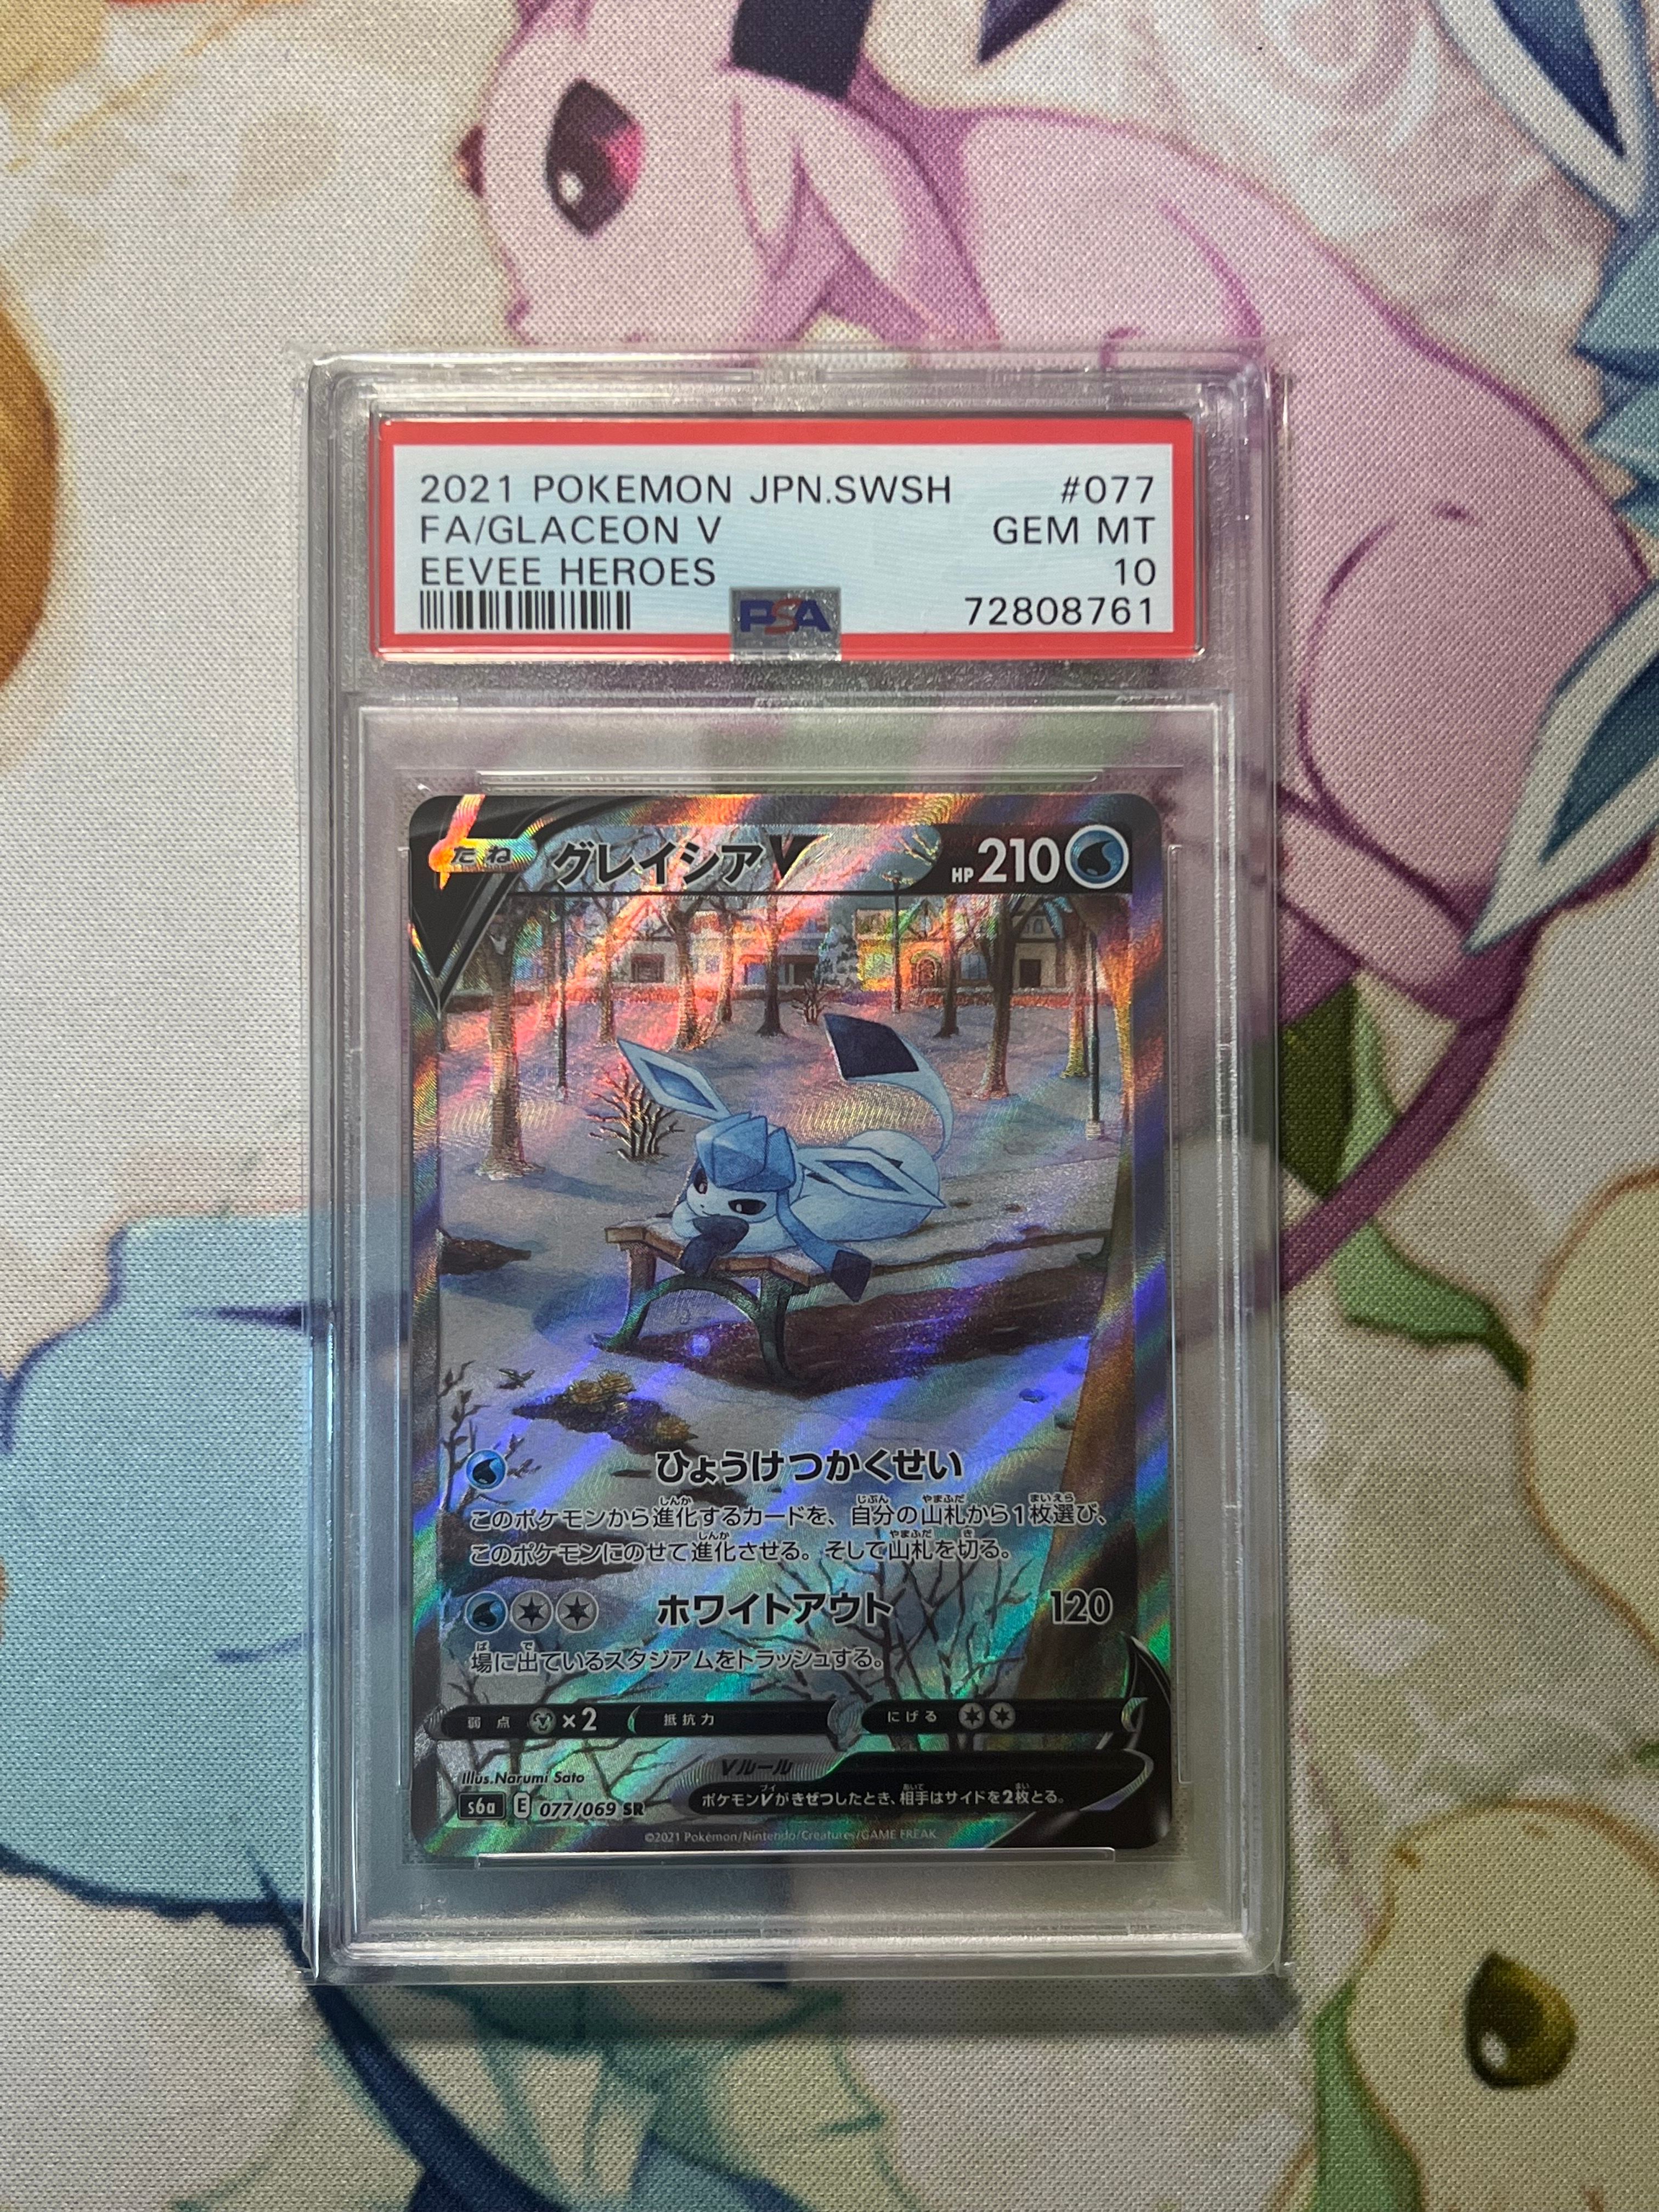 2021 POKEMON JPN.SWSH #077
FA/GLACEON V GEM MT
EEVEE HEROES 10
PSA 72808761
たね グレイシアV HP 210
ひょうけつかくせい
このポケモンから進化するカードを、自分の山札から1枚選び、
このポケモンにのせて進化させる。そして山札を切る。
ホワイトアウト 120
場に出ているスタジアムをトラッシュする。
弱点 ×2 抵抗力 にげる
Vルール
Illus. Narumi Sato
ポケモンVがきぜつしたとき、相手はサイドを2枚とる。
s6a E 077/069 SR
©2021 Pokémon/Nintendo/Creatures/GAME FREAK